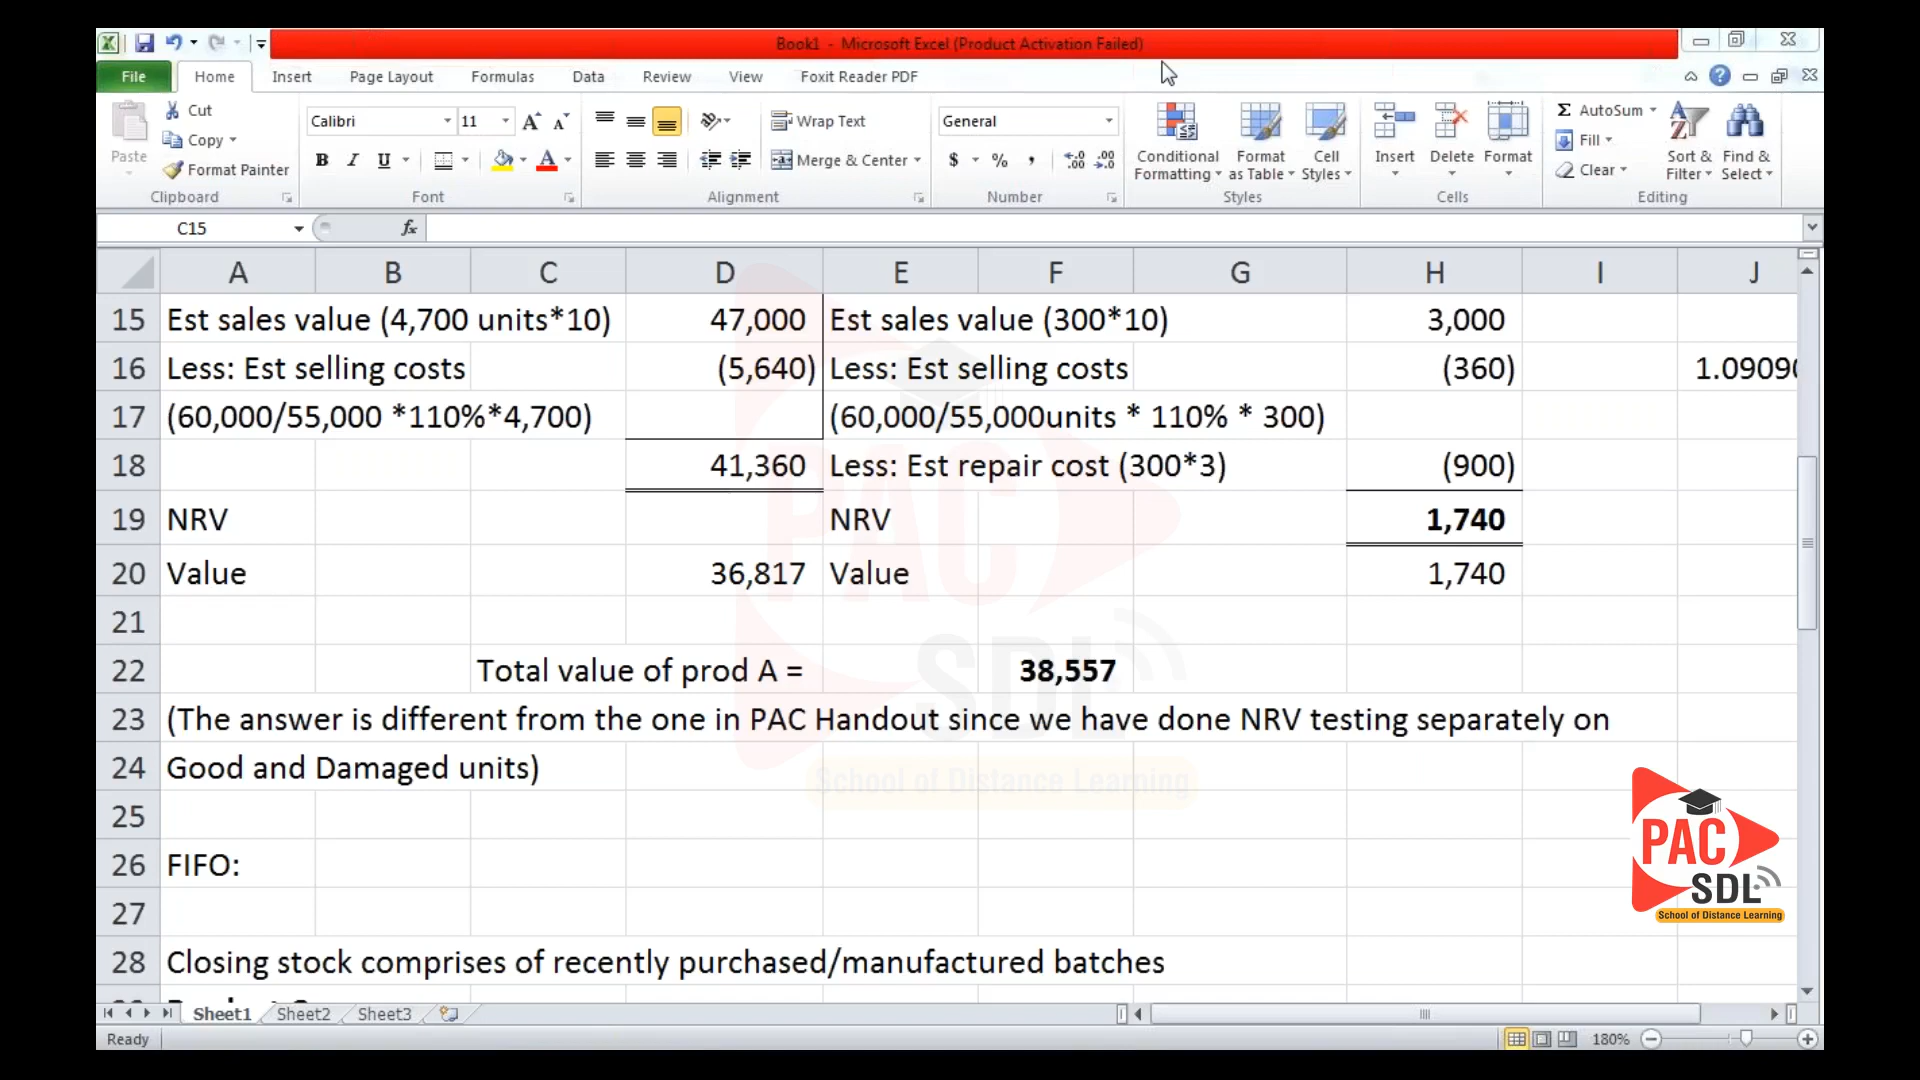 Book1 - Microsoft Excel (Product Activation Failed)
File Home Insert Page Layout Formulas Data Review View Foxit Reader PDF
Paste Cut Copy Format Painter Clipboard
Calibri 11 B I U Font
Wrap Text Merge & Center Alignment
General $ % , Number
Conditional Formatting Format as Table Cell Styles Styles
Insert Delete Format Cells
Σ AutoSum Fill Clear Sort & Filter Find & Select Editing
C15 fx
A B C D E F G H I J
15 Est sales value (4,700 units*10) 47,000 Est sales value (300*10) 3,000
16 Less: Est selling costs (5,640) Less: Est selling costs (360) 1.0909
17 (60,000/55,000 *110%*4,700) (60,000/55,000units * 110% * 300)
18 41,360 Less: Est repair cost (300*3) (900)
19 NRV NRV 1,740
20 Value 36,817 Value 1,740
21
22 Total value of prod A = 38,557
23 (The answer is different from the one in PAC Handout since we have done NRV testing separately on
24 Good and Damaged units)
25
26 FIFO:
27
28 Closing stock comprises of recently purchased/manufactured batches
Sheet1 Sheet2 Sheet3
Ready 180%
PAC
SDL
School of Distance Learning
PAC
SDL
School of Distance Learning